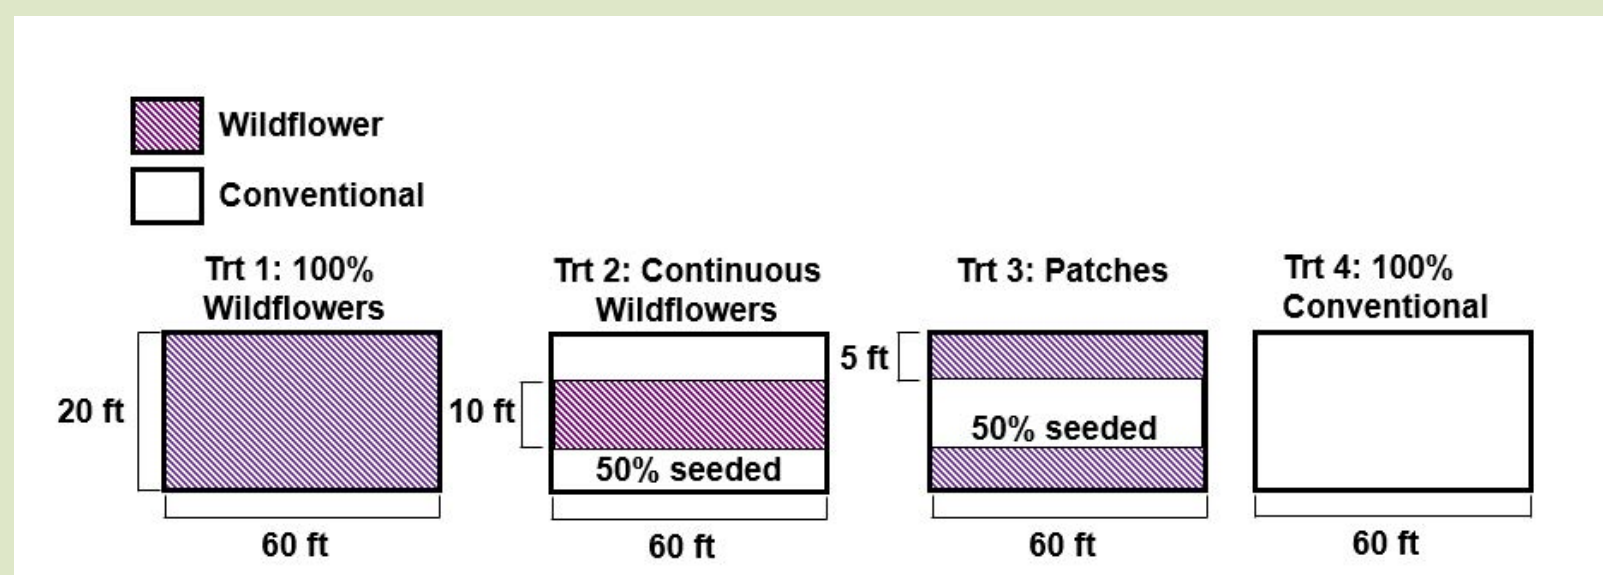 Wildflower
Conventional
Trt 1: 100%
Wildflowers
Trt 2: Continuous
Wildflowers
Trt 3: Patches
Trt 4: 100%
Conventional
20 ft
10 ft
50% seeded
5 ft
50% seeded
60 ft
60 ft
60 ft
60 ft